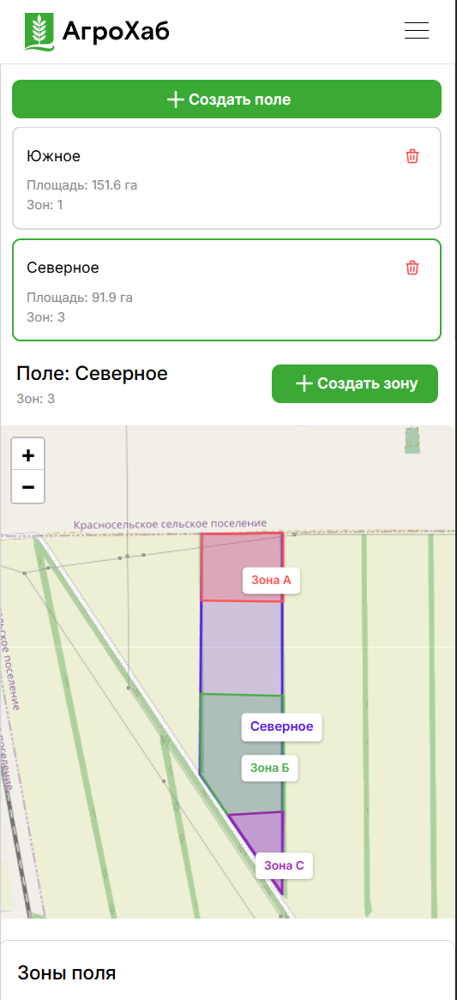 АгроХаб
Создать поле
Южное
Площадь: 151.6 га
Зон: 1
Северное
Площадь: 91.9 га
Зон: 3
Поле: Северное
Зон: 3
Создать зону
+
−
Красносельское сельское поселение
Зона А
Северное
Зона Б
Зона С
поселение
поселение
Зоны поля